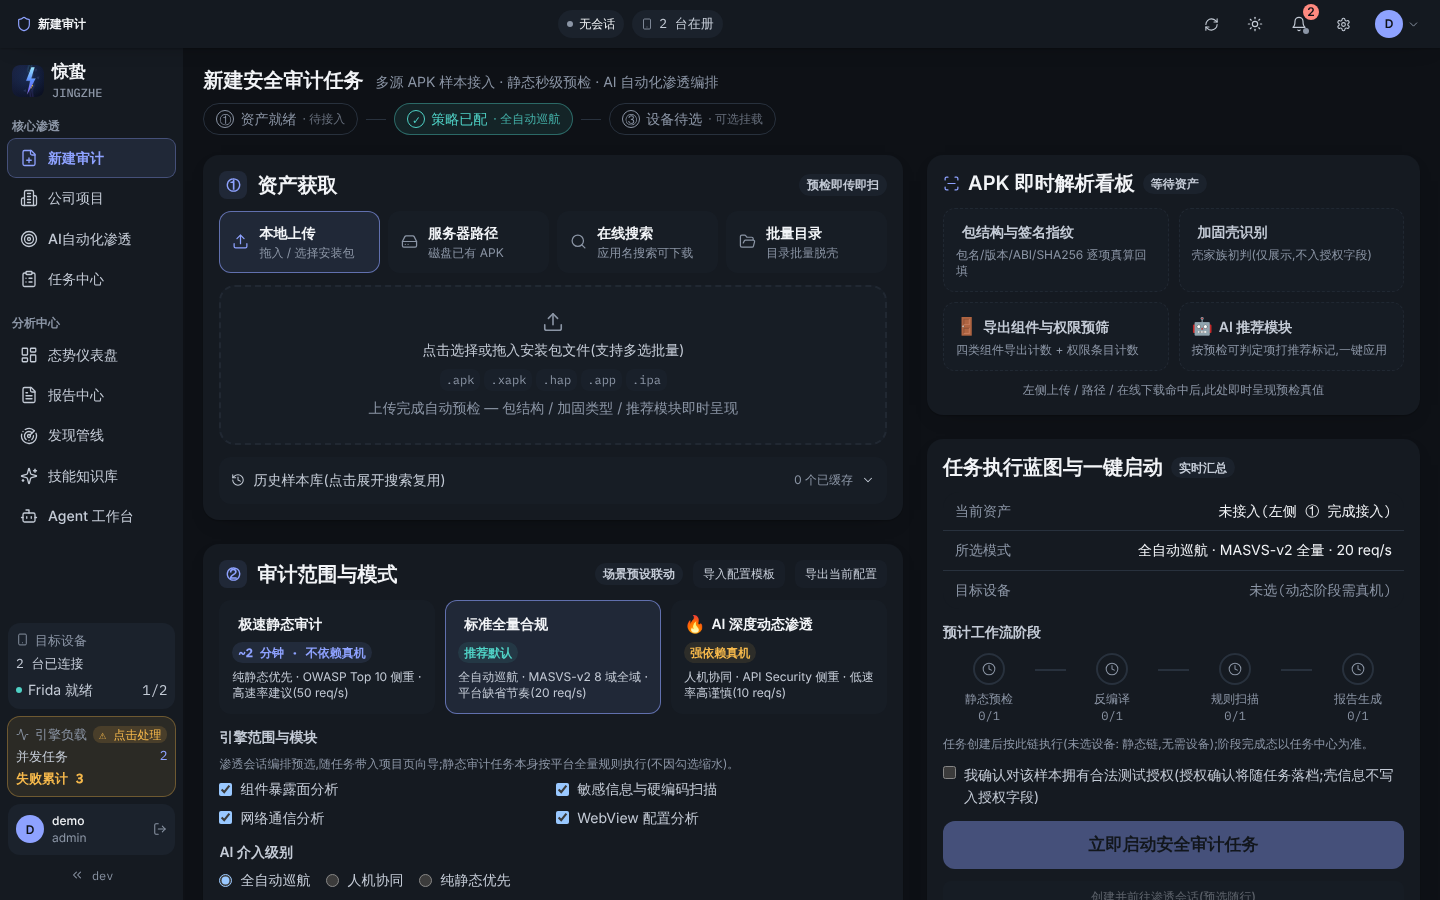 新建审计
无会话
2 台在册
2
D
惊蛰
JINGZHE
核心渗透
新建审计
公司项目
AI自动化渗透
任务中心
分析中心
态势仪表盘
报告中心
发现管线
技能知识库
Agent 工作台
目标设备
2 台已连接
Frida 就绪 1/2
引擎负载 ⚠ 点击处理
并发任务 2
失败累计 3
D
demo
admin
« dev
新建安全审计任务 多源 APK 样本接入 · 静态秒级预检 · AI 自动化渗透编排
① 资产就绪 · 待接入
✓ 策略已配 · 全自动巡航
③ 设备待选 · 可选挂载
① 资产获取 预检即传即扫
本地上传
拖入 / 选择安装包
服务器路径
磁盘已有 APK
在线搜索
应用名搜索可下载
批量目录
目录批量脱壳
点击选择或拖入安装包文件(支持多选批量)
.apk .xapk .hap .app .ipa
上传完成自动预检 — 包结构 / 加固类型 / 推荐模块即时呈现
历史样本库(点击展开搜索复用) 0 个已缓存
② 审计范围与模式 场景预设联动 导入配置模板 导出当前配置
极速静态审计
~2 分钟 · 不依赖真机
纯静态优先 · OWASP Top 10 侧重 ·
高速率建议(50 req/s)
标准全量合规
推荐默认
全自动巡航 · MASVS-v2 8 域全域 ·
平台缺省节奏(20 req/s)
🔥 AI 深度动态渗透
强依赖真机
人机协同 · API Security 侧重 · 低速
率高谨慎(10 req/s)
引擎范围与模块
渗透会话编排预选,随任务带入项目页向导;静态审计任务本身按平台全量规则执行(不因勾选缩水)。
组件暴露面分析
敏感信息与硬编码扫描
网络通信分析
WebView 配置分析
AI 介入级别
全自动巡航 人机协同 纯静态优先
APK 即时解析看板 等待资产
包结构与签名指纹
包名/版本/ABI/SHA256 逐项真算回
填
加固壳识别
壳家族初判(仅展示,不入授权字段)
🚪 导出组件与权限预筛
四类组件导出计数 + 权限条目计数
🤖 AI 推荐模块
按预检可判定项打推荐标记,一键应用
左侧上传 / 路径 / 在线下载命中后,此处即时呈现预检真值
任务执行蓝图与一键启动 实时汇总
当前资产 未接入(左侧 ① 完成接入)
所选模式 全自动巡航 · MASVS-v2 全量 · 20 req/s
目标设备 未选(动态阶段需真机)
预计工作流阶段
静态预检 反编译 规则扫描 报告生成
0/1 0/1 0/1 0/1
任务创建后按此链执行(未选设备: 静态链,无需设备);阶段完成态以任务中心为准。
我确认对该样本拥有合法测试授权(授权确认将随任务落档;壳信息不写
入授权字段)
立即启动安全审计任务
创建并前往渗透会话(预选随行)